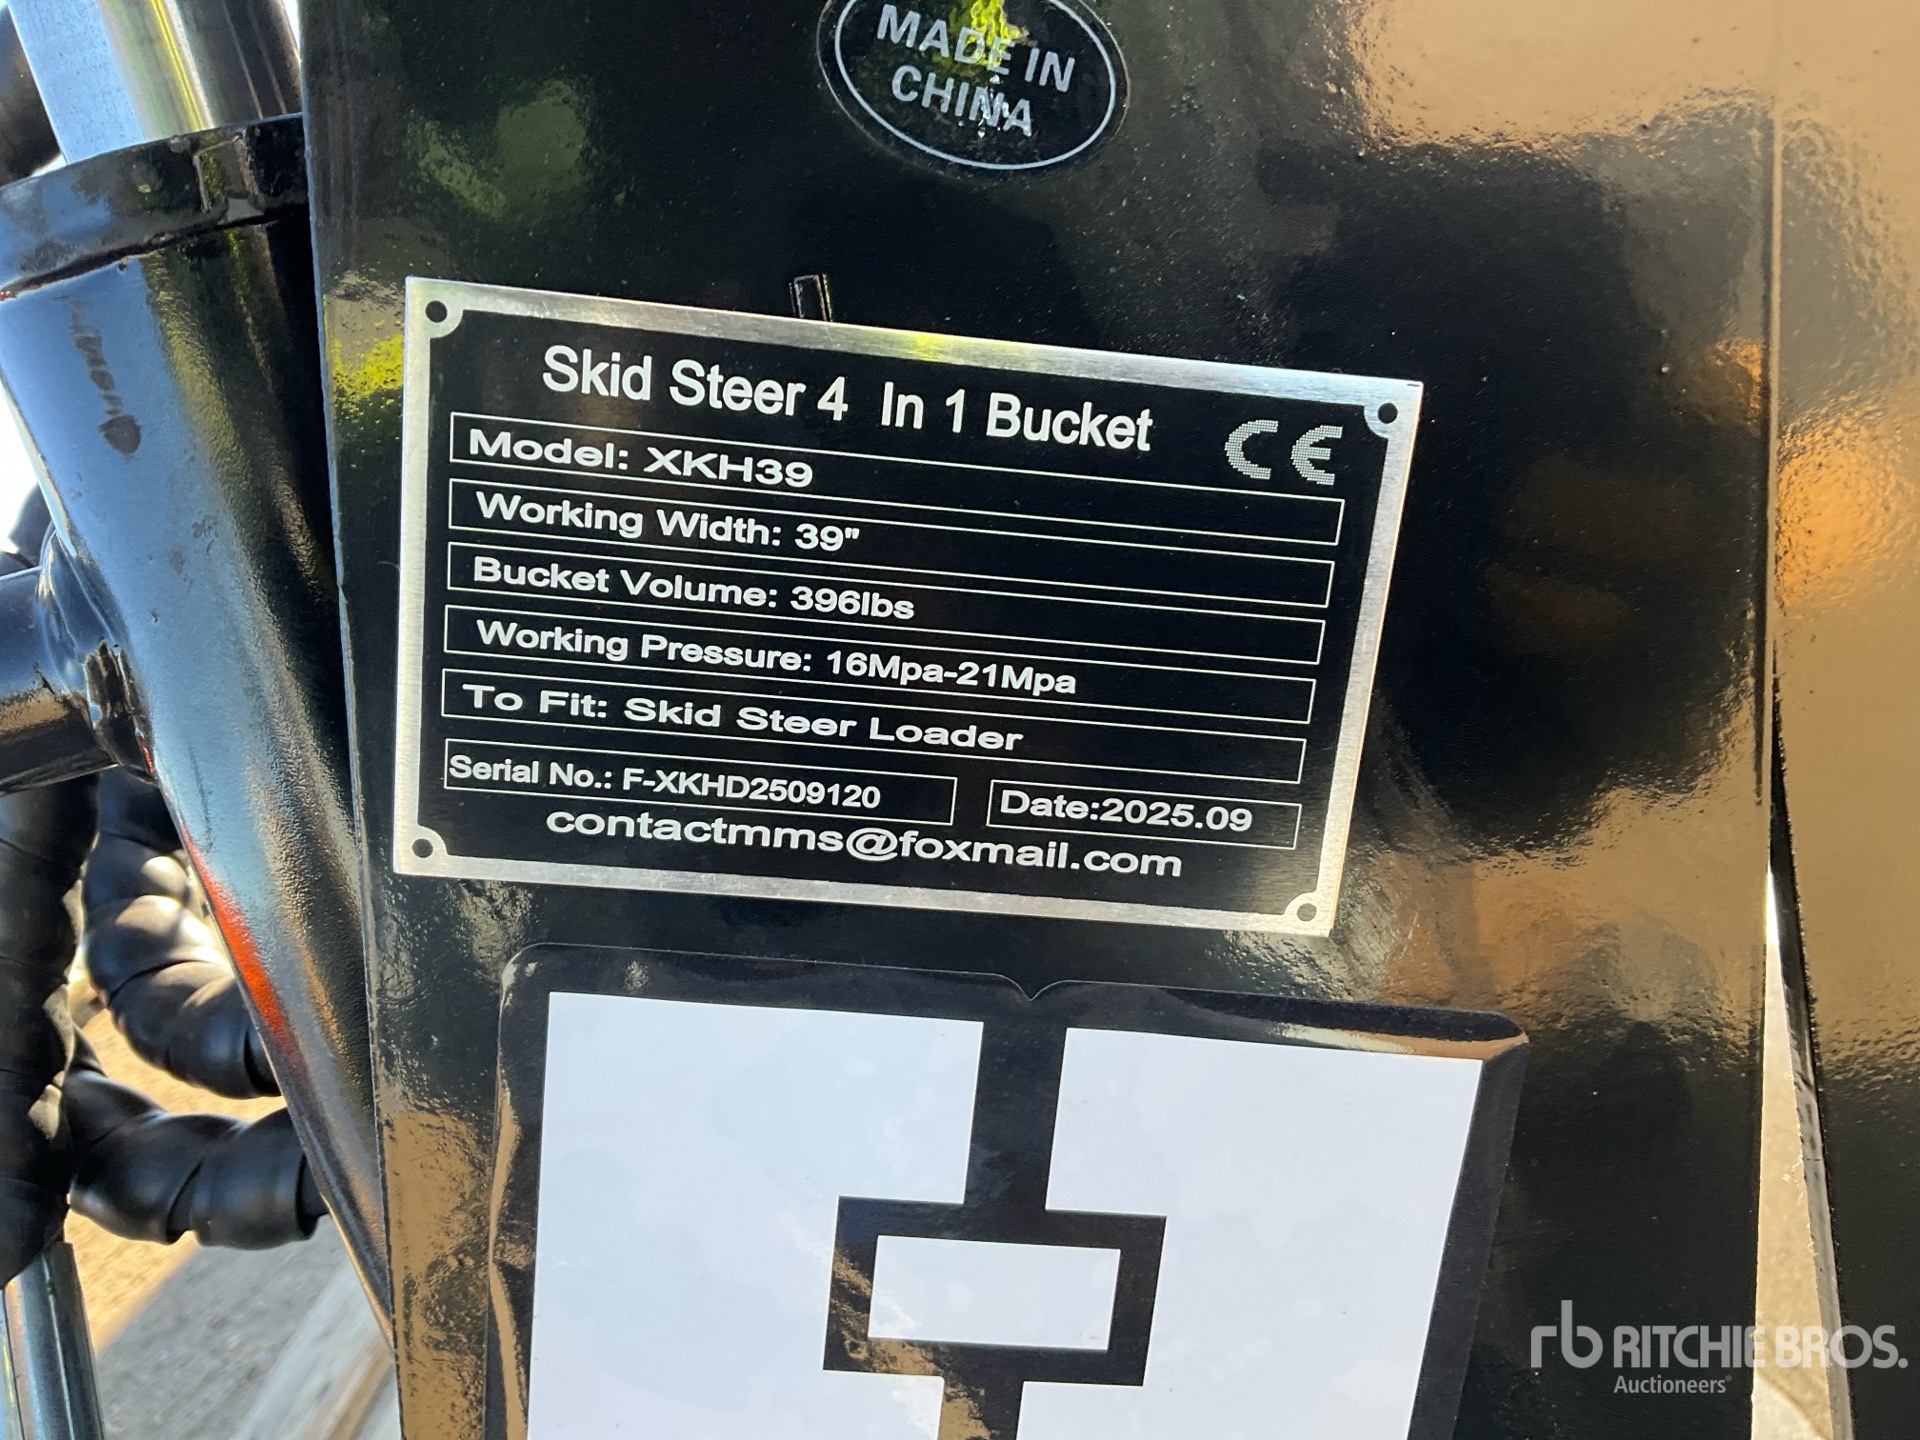 MADE IN
CHINA
Skid Steer 4 In 1 Bucket
CE
Model: XKH39
Working Width: 39"
Bucket Volume: 396lbs
Working Pressure: 16Mpa-21Mpa
To Fit: Skid Steer Loader
Serial No.: F-XKHD2509120
Date:2025.09
contactmms@foxmail.com
rb RITCHIE BROS.
Auctioneers